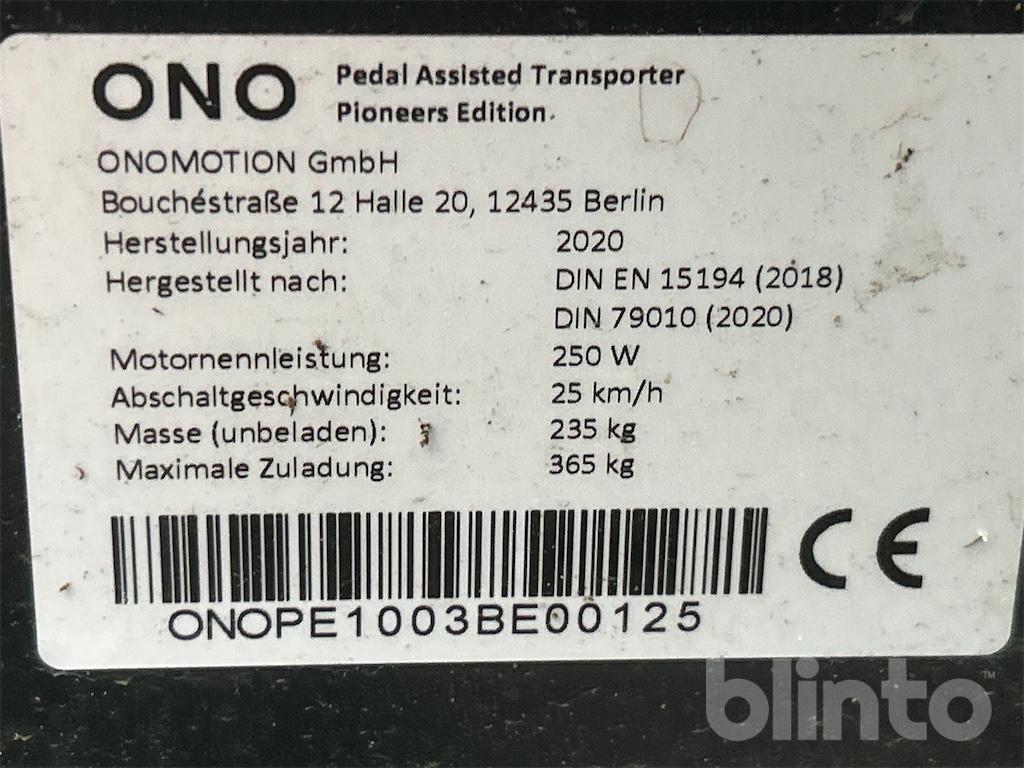 ONO
Pedal Assisted Transporter
Pioneers Edition
ONOMOTION GmbH
Bouchéstraße 12 Halle 20, 12435 Berlin
Herstellungsjahr: 2020
Hergestellt nach: DIN EN 15194 (2018)
DIN 79010 (2020)
Motornennleistung: 250 W
Abschaltgeschwindigkeit: 25 km/h
Masse (unbeladen): 235 kg
Maximale Zuladung: 365 kg
CE
ONOPE1003BE00125
blinto™